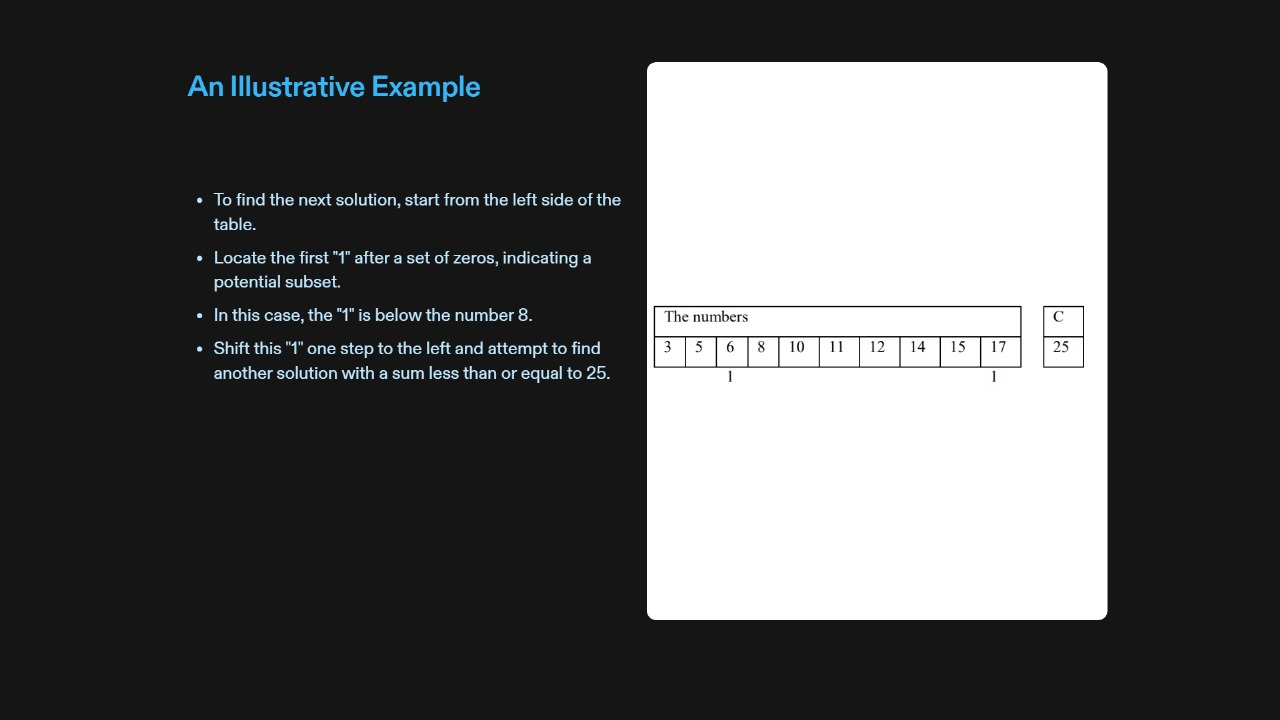 An Illustrative Example
• To find the next solution, start from the left side of the
table.
• Locate the first "1" after a set of zeros, indicating a
potential subset.
• In this case, the "1" is below the number 8.
• Shift this "1" one step to the left and attempt to find
another solution with a sum less than or equal to 25.
The numbers C
3 5 6 8 10 11 12 14 15 17 25
1 1